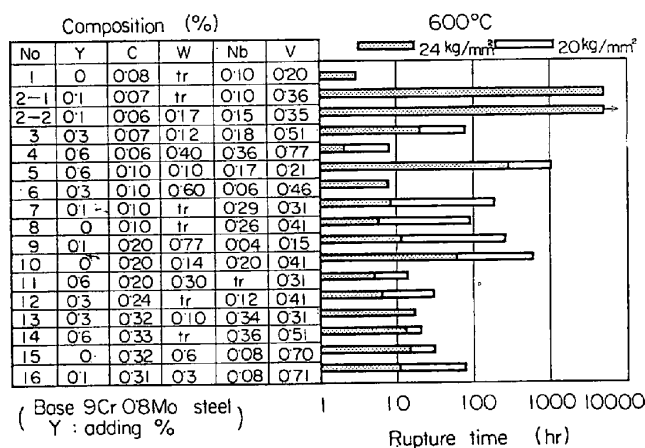 Composition (%) 600°C
24 kg/mm² 20 kg/mm²
No Y C W Nb V
1 0 0·08 tr 0·10 0·20
2-1 0·1 0·07 tr 0·10 0·36
2-2 0·1 0·06 0·17 0·15 0·35
3 0·3 0·07 0·12 0·18 0·51
4 0·6 0·06 0·40 0·36 0·77
5 0·6 0·10 0·10 0·17 0·21
6 0·3 0·10 0·60 0·06 0·46
7 0·1 0·10 tr 0·29 0·31
8 0 0·10 tr 0·26 0·41
9 0·1 0·20 0·77 0·04 0·15
10 0 0·20 0·14 0·20 0·41
11 0·6 0·20 0·30 tr 0·31
12 0·3 0·24 tr 0·12 0·41
13 0·3 0·32 0·10 0·34 0·31
14 0·6 0·33 tr 0·36 0·51
15 0 0·32 0·6 0·08 0·70
16 0·1 0·31 0·3 0·08 0·71
1 10 100 1000 10000
(Base 9Cr 0·8Mo steel
Y : adding %)
Rupture time (hr)